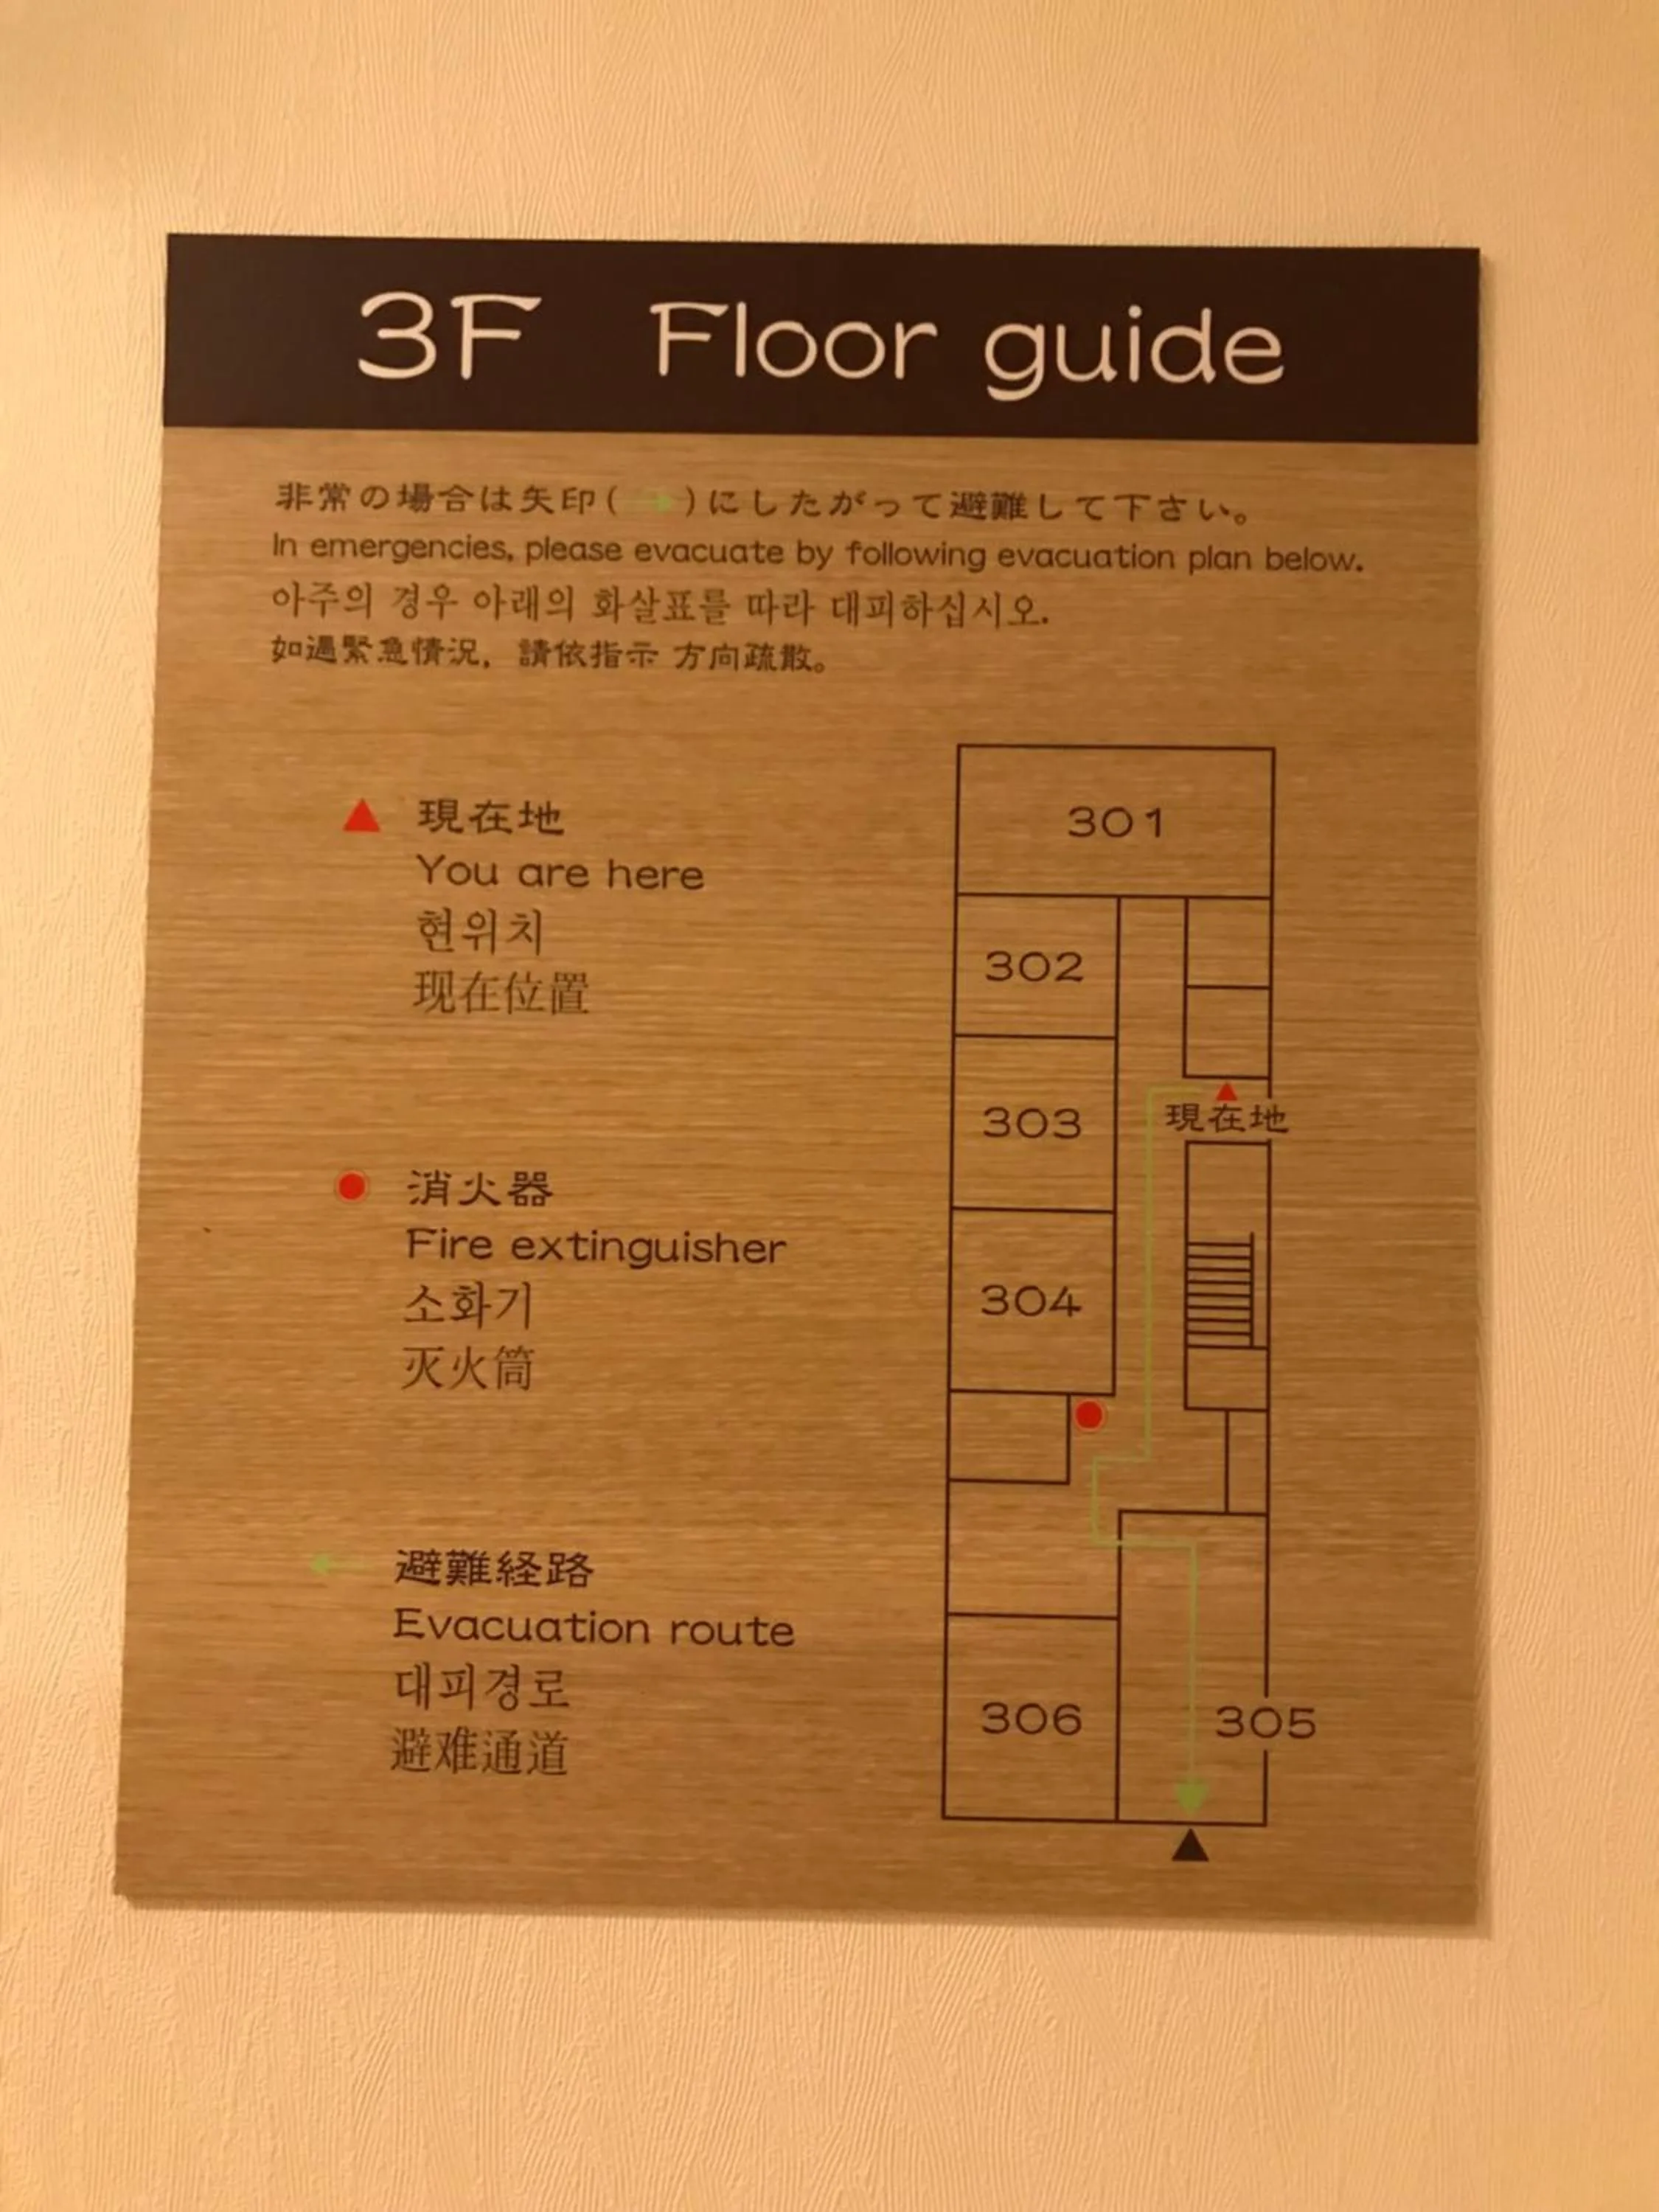 3F Floor guide
非常の場合は矢印(→)にしたがって避難して下さい。
In emergencies, please evacuate by following evacuation plan below.
아주의 경우 아래의 화살표를 따라 대피하십시오.
如過緊急情況，請依指示 方向疏散。
▲ 現在地
You are here
현위치
现在位置
消火器
Fire extinguisher
소화기
灭火筒
避難経路
Evacuation route
대피경로
避难通道
301
302
303
現在地
304
306
305